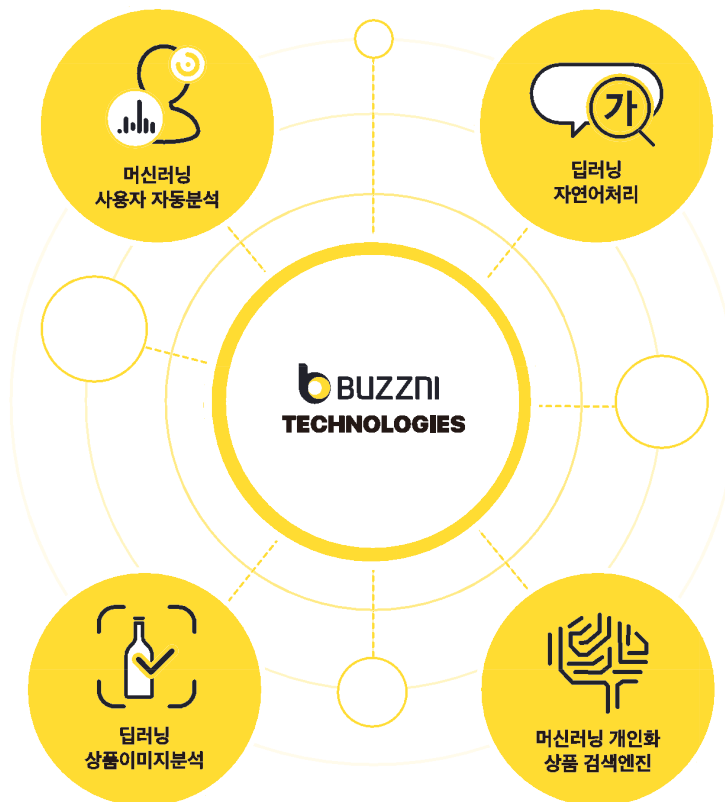 머신러닝
사용자 자동분석
가
딥러닝
자연어처리
BUZZNI
TECHNOLOGIES
딥러닝
상품이미지분석
머신러닝 개인화
상품 검색엔진